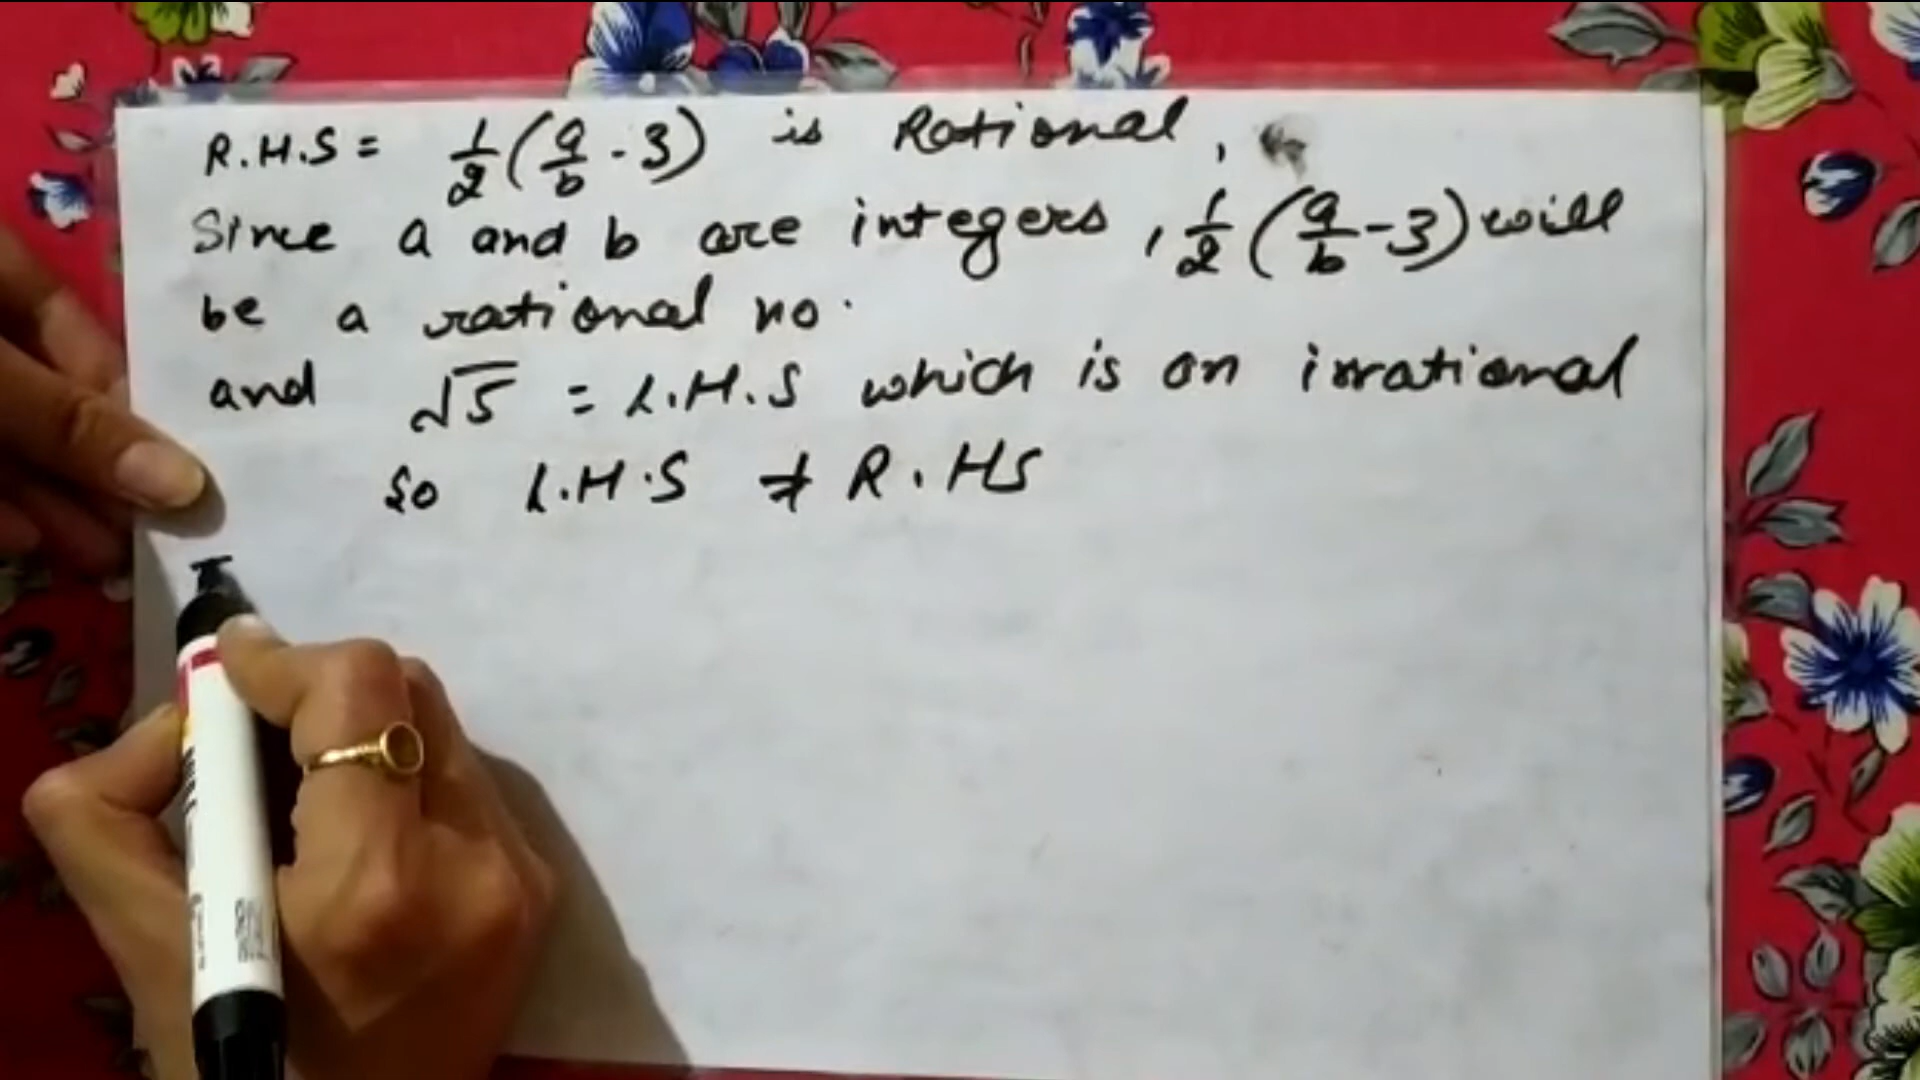 R.H.S = 1/2 (a/b - 3) is Rational,
Since a and b are integers, 1/2 (a/b - 3) will
be a rational no.
and √5 = L.H.S which is an irrational
So L.H.S ≠ R.HS